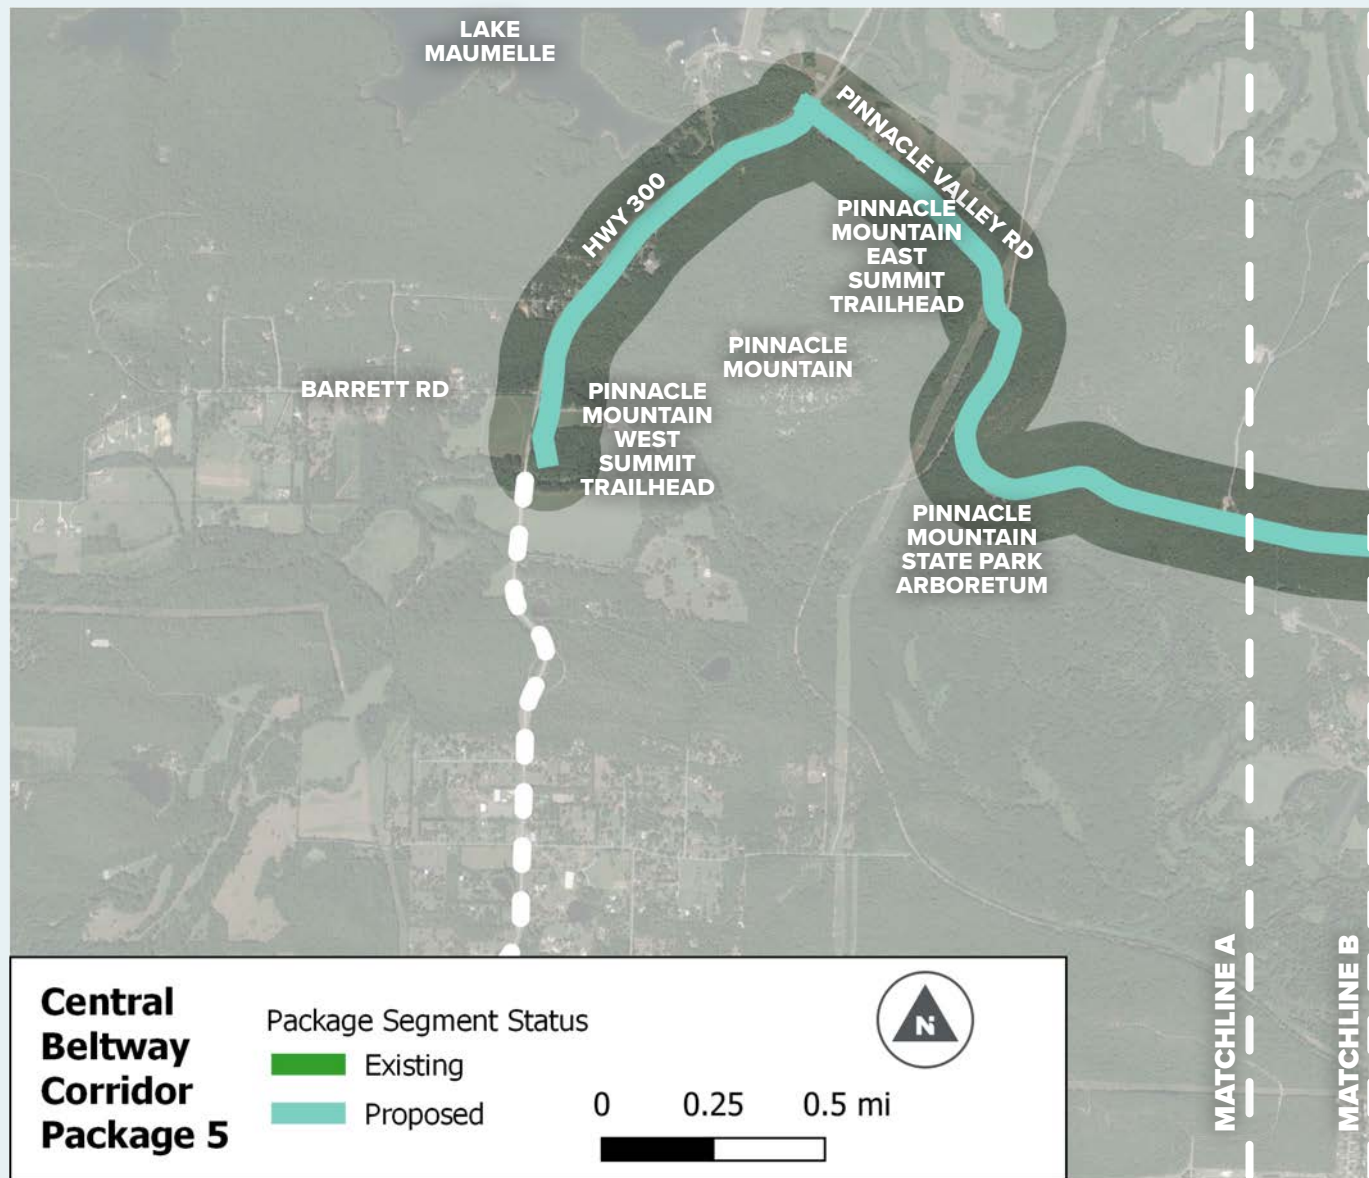 LAKE
MAUMELLE
PINNACLE VALLEY RD
HWY 300
PINNACLE
MOUNTAIN
EAST
SUMMIT
TRAILHEAD
PINNACLE
MOUNTAIN
BARRETT RD
PINNACLE
MOUNTAIN
WEST
SUMMIT
TRAILHEAD
PINNACLE
MOUNTAIN
STATE PARK
ARBORETUM
MATCHLINE A
MATCHLINE B
Central
Beltway
Corridor
Package 5
Package Segment Status
Existing
Proposed
N
0 0.25 0.5 mi